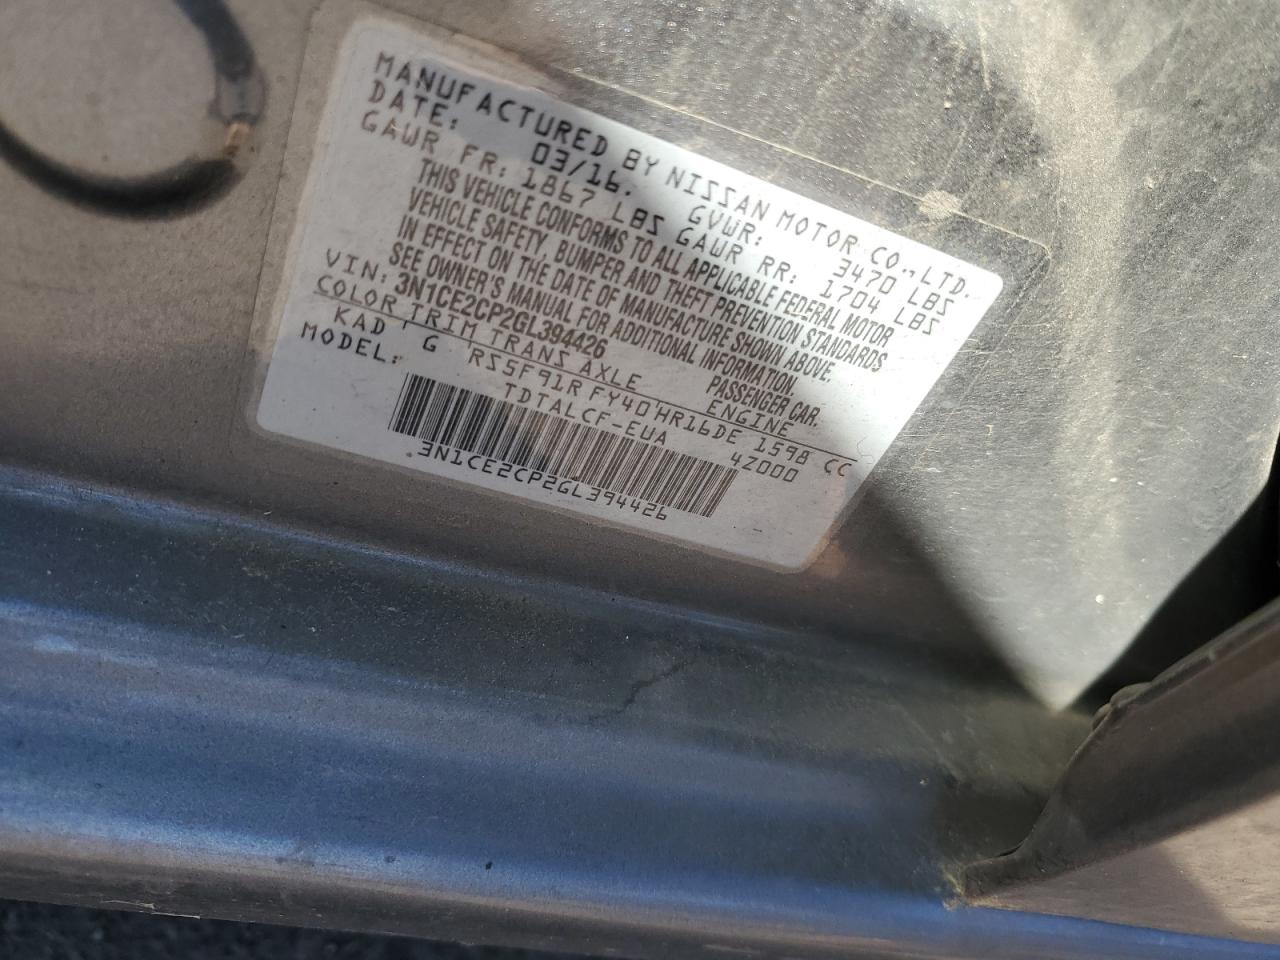 MANUFACTURED BY NISSAN MOTOR CO., LTD.
DATE: 03/16. GVWR: 3470 LBS
GAWR FR: 1867 LBS GAWR RR: 1704 LBS
THIS VEHICLE CONFORMS TO ALL APPLICABLE FEDERAL MOTOR
VEHICLE SAFETY, BUMPER AND THEFT PREVENTION STANDARDS
IN EFFECT ON THE DATE OF MANUFACTURE SHOWN ABOVE.
SEE OWNER'S MANUAL FOR ADDITIONAL INFORMATION.
VIN: 3N1CE2CP2GL394426 PASSENGER CAR.
COLOR TRIM TRANS AXLE ENGINE
KAD G RS5F91R FY40 HR16DE 1598 CC
MODEL: TDTALCF-EUA 4Z000
3N1CE2CP2GL394426